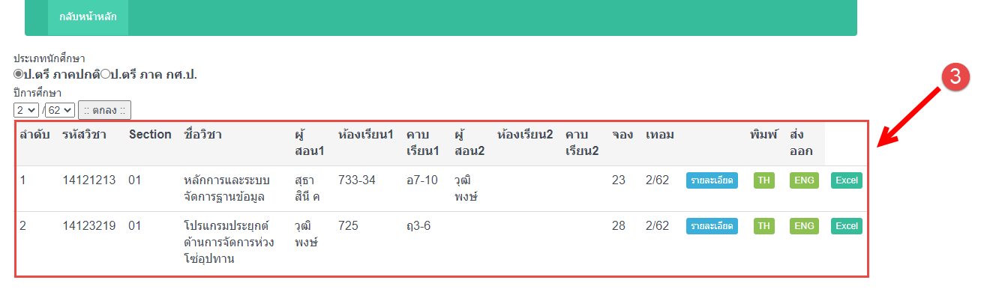 กลับหน้าหลัก
ประเภทนักศึกษา
ป.ตรี ภาคปกติ ป.ตรี ภาค กศ.ป.
ปีการศึกษา
2 / 62 :: ตกลง ::
3
ลำดับ รหัสวิชา Section ชื่อวิชา ผู้ ห้องเรียน1 คาบ ผู้ ห้องเรียน2 คาบ จอง เทอม พิมพ์ ส่ง
สอน1 เรียน1 สอน2 เรียน2 ออก
1 14121213 01 หลักการและระบบ สุธา 733-34 อ7-10 วุฒิ 23 2/62 รายละเอียด TH ENG Excel
จัดการฐานข้อมูล สินี ค พงษ์
2 14123219 01 โปรแกรมประยุกต์ วุฒิ 725 ฤ3-6 28 2/62 รายละเอียด TH ENG Excel
ด้านการจัดการห่วง พงษ์
โซ่อุปทาน